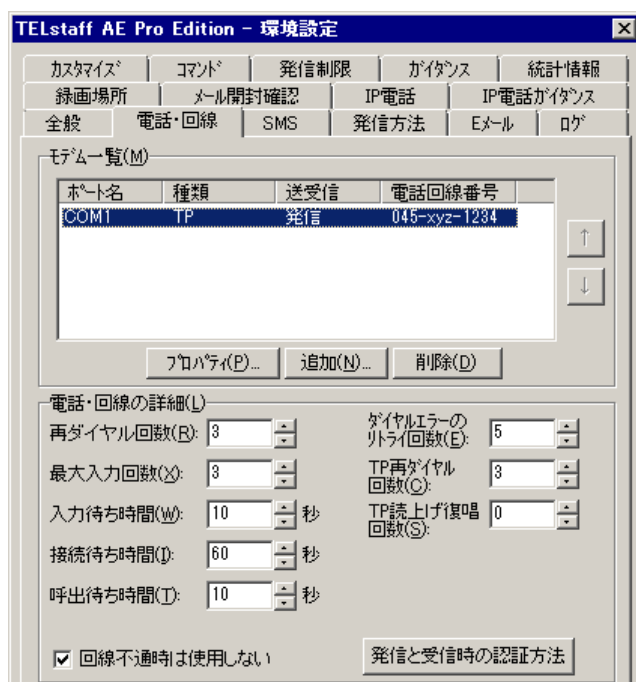 TELstaff AE Pro Edition - 環境設定
ｶｽﾀﾏｲｽﾞ ｺﾏﾝﾄﾞ 発信制限 ｶﾞｲﾀﾞﾝｽ 統計情報
録画場所 ﾒｰﾙ開封確認 IP電話 IP電話ｶﾞｲﾀﾞﾝｽ
全般 電話・回線 SMS 発信方法 Eﾒｰﾙ ﾛｸﾞ
ﾓﾃﾞﾑ一覧(M)
ﾎﾟｰﾄ名 種類 送受信 電話回線番号
COM1 TP 発信 045-xyz-1234
↑
↓
ﾌﾟﾛﾊﾟﾃｨ(P)... 追加(N)... 削除(D)
電話・回線の詳細(L)
再ダイヤル回数(R): 3
最大入力回数(X): 3
入力待ち時間(W): 10 秒
接続待ち時間(I): 60 秒
呼出待ち時間(T): 10 秒
ﾀﾞｲﾔﾙｴﾗｰの
ﾘﾄﾗｲ回数(E): 5
TP再ﾀﾞｲﾔﾙ
回数(C): 3
TP読上げ復唱
回数(S): 0
回線不通時は使用しない
発信と受信時の認証方法